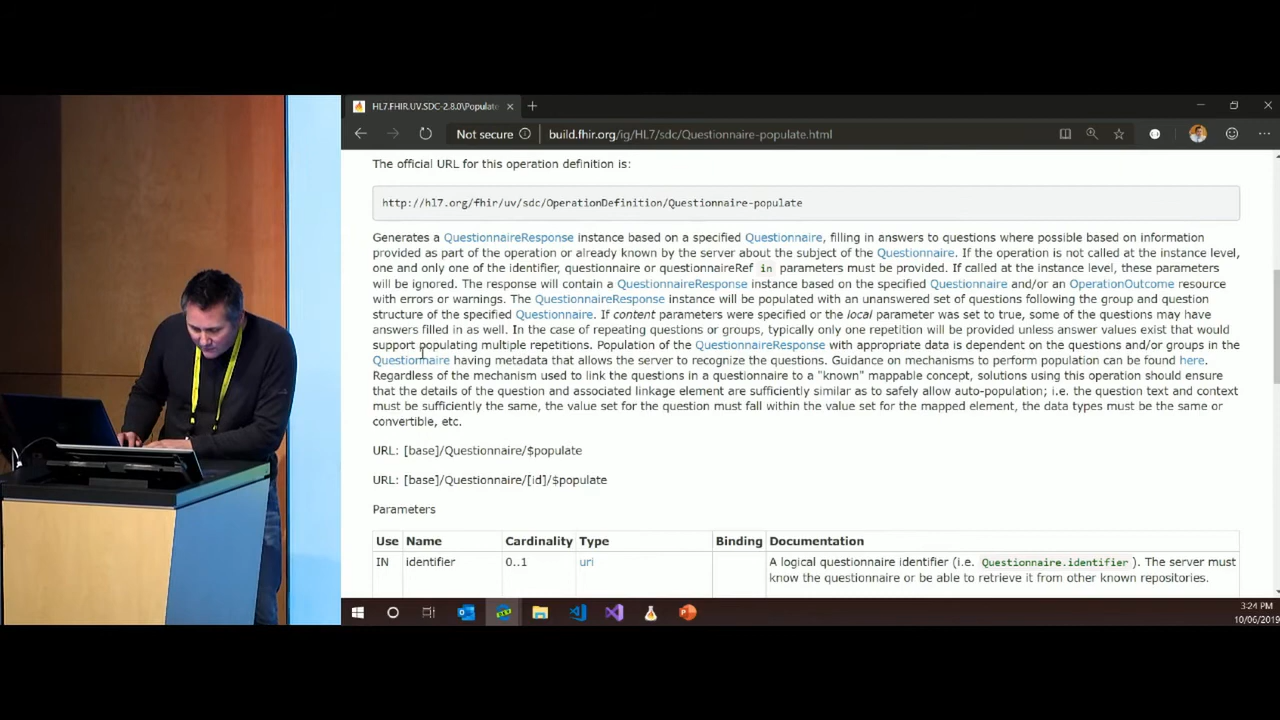 HL7.FHIR.UV.SDC-2.8.0\Populate
Not secure
build.fhir.org/ig/HL7/sdc/Questionnaire-populate.html
The official URL for this operation definition is:
http://hl7.org/fhir/uv/sdc/OperationDefinition/Questionnaire-populate
Generates a QuestionnaireResponse instance based on a specified Questionnaire, filling in answers to questions where possible based on information
provided as part of the operation or already known by the server about the subject of the Questionnaire. If the operation is not called at the instance level,
one and only one of the identifier, questionnaire or questionnaireRef in parameters must be provided. If called at the instance level, these parameters
will be ignored. The response will contain a QuestionnaireResponse instance based on the specified Questionnaire and/or an OperationOutcome resource
with errors or warnings. The QuestionnaireResponse instance will be populated with an unanswered set of questions following the group and question
structure of the specified Questionnaire. If content parameters were specified or the local parameter was set to true, some of the questions may have
answers filled in as well. In the case of repeating questions or groups, typically only one repetition will be provided unless answer values exist that would
support populating multiple repetitions. Population of the QuestionnaireResponse with appropriate data is dependent on the questions and/or groups in the
Questionnaire having metadata that allows the server to recognize the questions. Guidance on mechanisms to perform population can be found here.
Regardless of the mechanism used to link the questions in a questionnaire to a "known" mappable concept, solutions using this operation should ensure
that the details of the question and associated linkage element are sufficiently similar as to safely allow auto-population; i.e. the question text and context
must be sufficiently the same, the value set for the question must fall within the value set for the mapped element, the data types must be the same or
convertible, etc.
URL: [base]/Questionnaire/$populate
URL: [base]/Questionnaire/[id]/$populate
Parameters
Use Name Cardinality Type Binding Documentation
IN identifier 0..1 uri A logical questionnaire identifier (i.e. Questionnaire.identifier). The server must
know the questionnaire or be able to retrieve it from other known repositories.
3:24 PM
10/06/2019